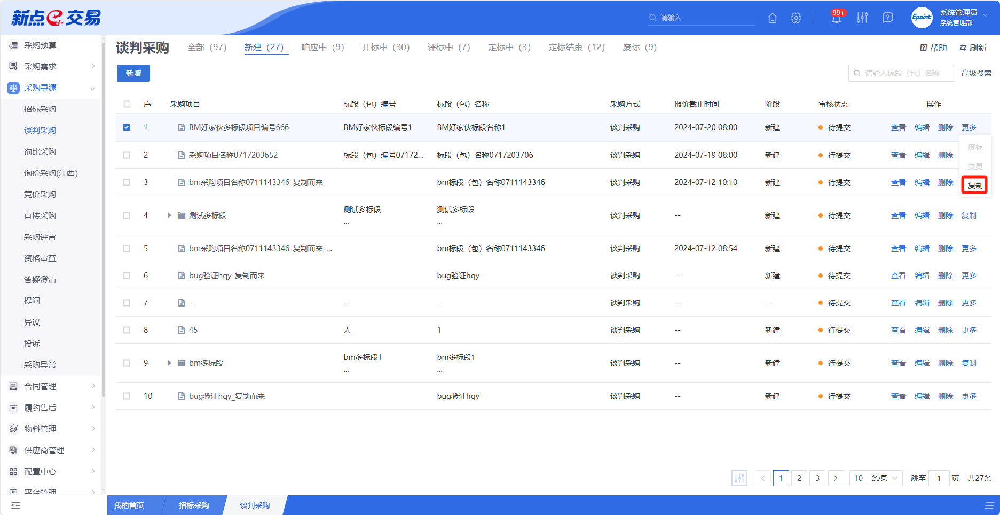 新点e交易
请输入
99+
Epoint
系统管理员
系统管理部
采购预算
采购需求
采购寻源
招标采购
谈判采购
询比采购
询价采购(江西)
竞价采购
直接采购
采购评审
资格审查
答疑澄清
提问
异议
投诉
采购异常
合同管理
履约售后
物料管理
供应商管理
配置中心
平台管理
谈判采购 全部（97） 新建（27） 响应中（9） 开标中（30） 评标中（7） 定标中（3） 定标结束（12） 废标（9） 帮助 刷新
新增 请输入标段（包）名称 高级搜索
序 采购项目 标段（包）编号 标段（包）名称 采购方式 报价截止时间 阶段 审核状态 操作
1 BM好家伙多标段项目编号666 BM好家伙标段编号1 BM好家伙标段名称1 谈判采购 2024-07-20 08:00 新建 待提交 查看 编辑 删除 更多
废标
变更
复制
2 采购项目名称0717203652 标段（包）编号07172... 标段（包）名称0717203706 谈判采购 2024-07-19 08:00 新建 待提交 查看 编辑 删除
3 bm采购项目名称0711143346_复制而来 bm标段（包）名称0711143346 谈判采购 2024-07-12 10:10 新建 待提交 查看 编辑 删除
4 测试多标段 测试多标段 测试多标段 谈判采购 -- 新建 待提交 查看 编辑 删除 复制
... ...
5 bm采购项目名称0711143346_复制而来_... bm标段（包）名称0711143346 谈判采购 2024-07-12 08:54 新建 待提交 查看 编辑 删除 更多
6 bug验证hqy_复制而来 bug验证hqy 谈判采购 -- 新建 待提交 查看 编辑 删除 更多
7 -- -- -- 谈判采购 -- -- 待提交 查看 编辑 删除 更多
8 45 人 1 谈判采购 -- 新建 待提交 查看 编辑 删除 更多
9 bm多标段 bm多标段1 bm多标段1 谈判采购 -- 新建 待提交 查看 编辑 删除 复制
... ...
10 bug验证hqy_复制而来 bug验证hqy 谈判采购 -- 新建 待提交 查看 编辑 删除 更多
1 2 3 10 条/页 跳至 1 页 共27条
我的首页 招标采购 谈判采购